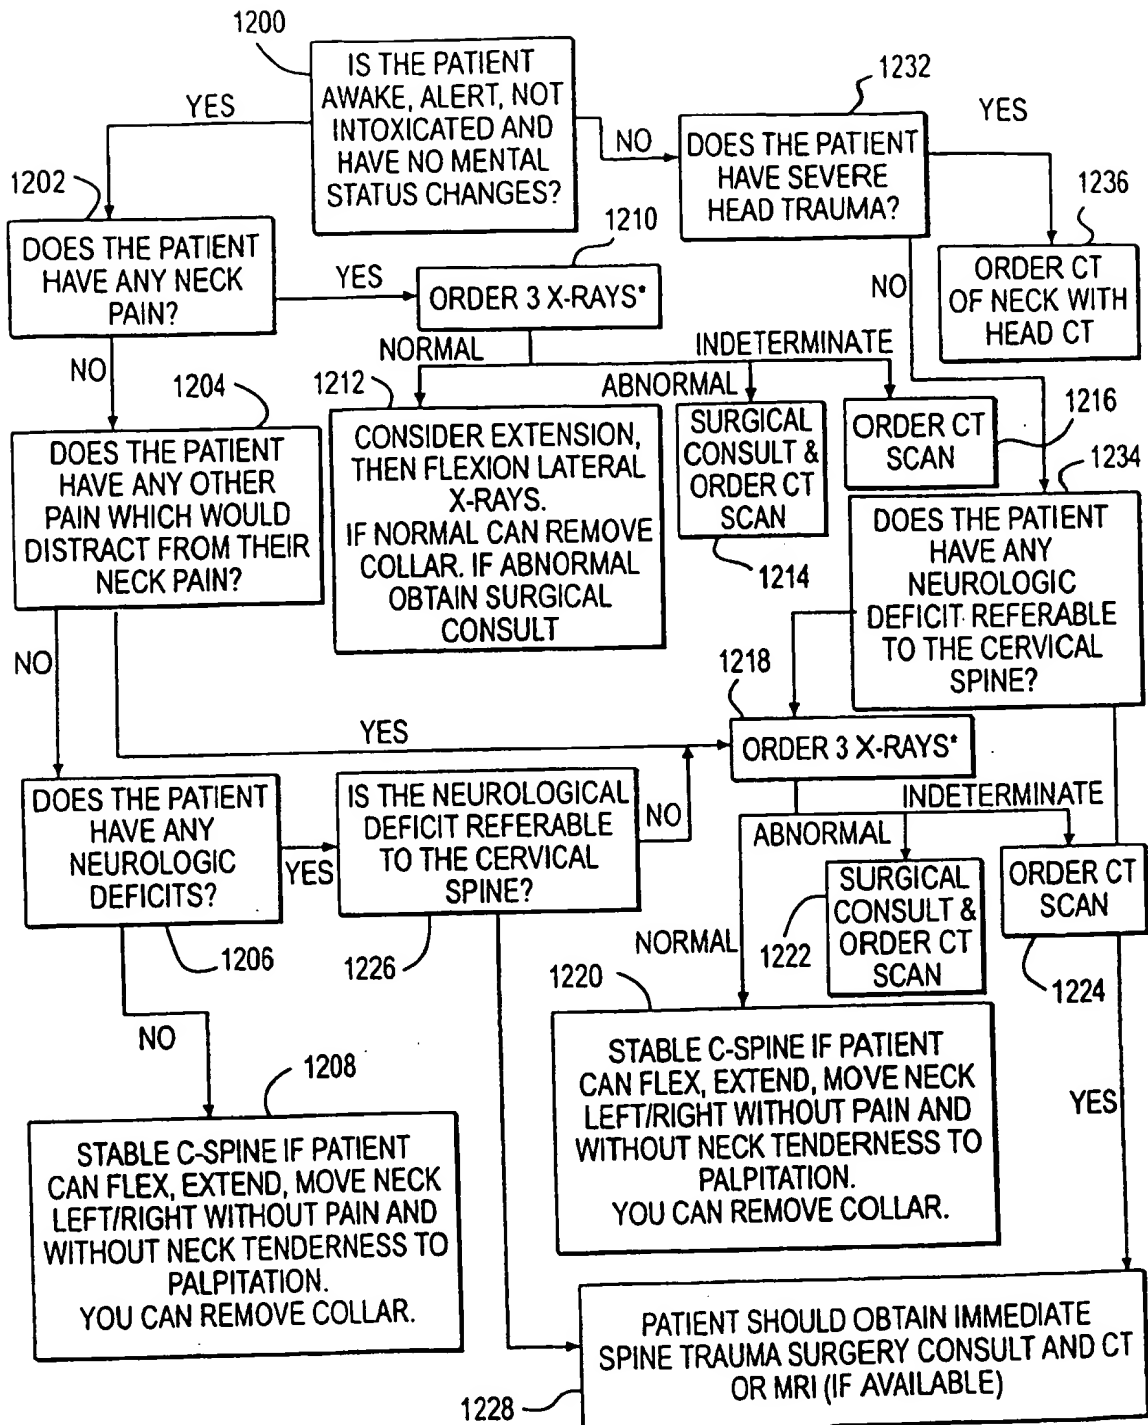 1200
IS THE PATIENT
AWAKE, ALERT, NOT
INTOXICATED AND
HAVE NO MENTAL
STATUS CHANGES?
YES
NO
1232
DOES THE PATIENT
HAVE SEVERE
HEAD TRAUMA?
YES
NO
1236
ORDER CT
OF NECK WITH
HEAD CT
1202
DOES THE PATIENT
HAVE ANY NECK
PAIN?
YES
NO
1210
ORDER 3 X-RAYS*
NORMAL
ABNORMAL
INDETERMINATE
1212
CONSIDER EXTENSION,
THEN FLEXION LATERAL
X-RAYS.
IF NORMAL CAN REMOVE
COLLAR. IF ABNORMAL
OBTAIN SURGICAL
CONSULT
SURGICAL
CONSULT &
ORDER CT
SCAN
1214
ORDER CT
SCAN
1216
1204
DOES THE PATIENT
HAVE ANY OTHER
PAIN WHICH WOULD
DISTRACT FROM THEIR
NECK PAIN?
NO
YES
1234
DOES THE PATIENT
HAVE ANY
NEUROLOGIC
DEFICIT REFERABLE
TO THE CERVICAL
SPINE?
1218
ORDER 3 X-RAYS*
NORMAL
ABNORMAL
INDETERMINATE
DOES THE PATIENT
HAVE ANY
NEUROLOGIC
DEFICITS?
1206
YES
NO
IS THE NEUROLOGICAL
DEFICIT REFERABLE
TO THE CERVICAL
SPINE?
1226
NO
SURGICAL
CONSULT &
ORDER CT
SCAN
1222
ORDER CT
SCAN
1224
1220
STABLE C-SPINE IF PATIENT
CAN FLEX, EXTEND, MOVE NECK
LEFT/RIGHT WITHOUT PAIN AND
WITHOUT NECK TENDERNESS TO
PALPITATION.
YOU CAN REMOVE COLLAR.
YES
1208
STABLE C-SPINE IF PATIENT
CAN FLEX, EXTEND, MOVE NECK
LEFT/RIGHT WITHOUT PAIN AND
WITHOUT NECK TENDERNESS TO
PALPITATION.
YOU CAN REMOVE COLLAR.
PATIENT SHOULD OBTAIN IMMEDIATE
SPINE TRAUMA SURGERY CONSULT AND CT
OR MRI (IF AVAILABLE)
1228